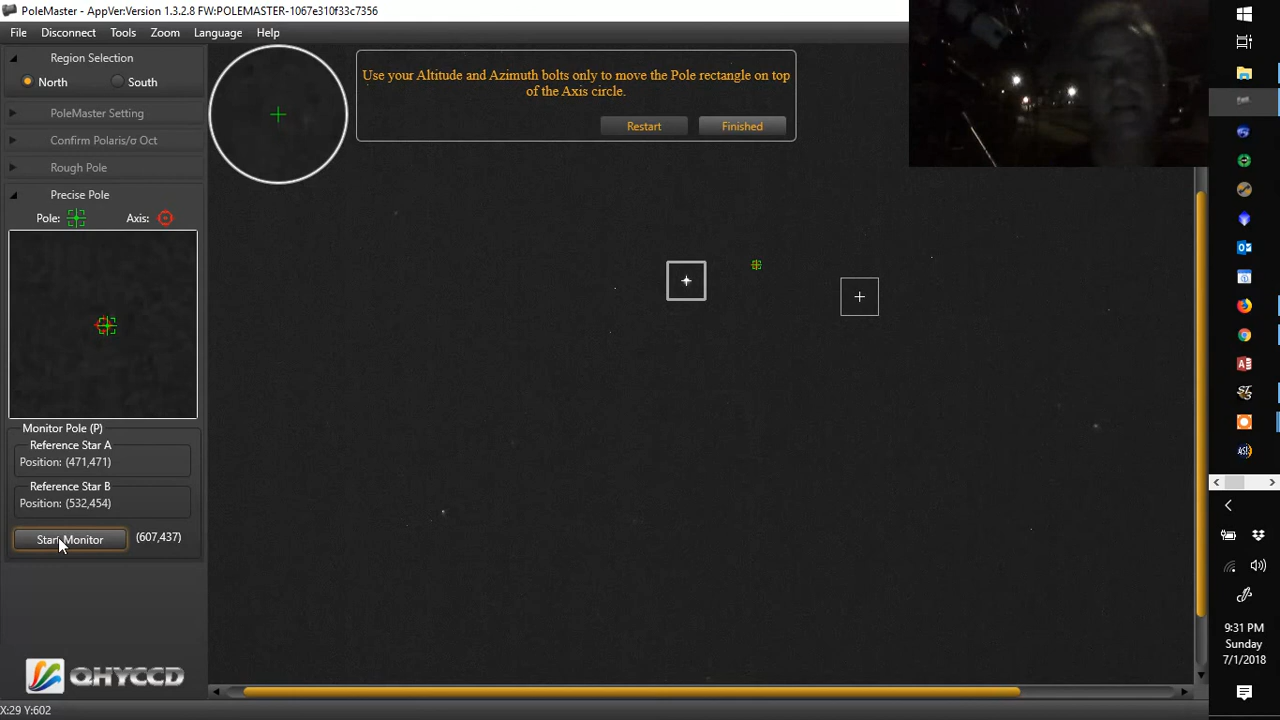 PoleMaster - AppVer:Version 1.3.2.8 FW:POLEMASTER-1067e310f33c7356
File Disconnect Tools Zoom Language Help
Region Selection
North South
PoleMaster Setting
Confirm Polaris/σ Oct
Rough Pole
Precise Pole
Pole: Axis:
Monitor Pole (P)
Reference Star A
Position: (471,471)
Reference Star B
Position: (532,454)
Start Monitor (607,437)
QHYCCD
X:29 Y:602
Use your Altitude and Azimuth bolts only to move the Pole rectangle on top
of the Axis circle.
Restart Finished
9:31 PM
Sunday
7/1/2018